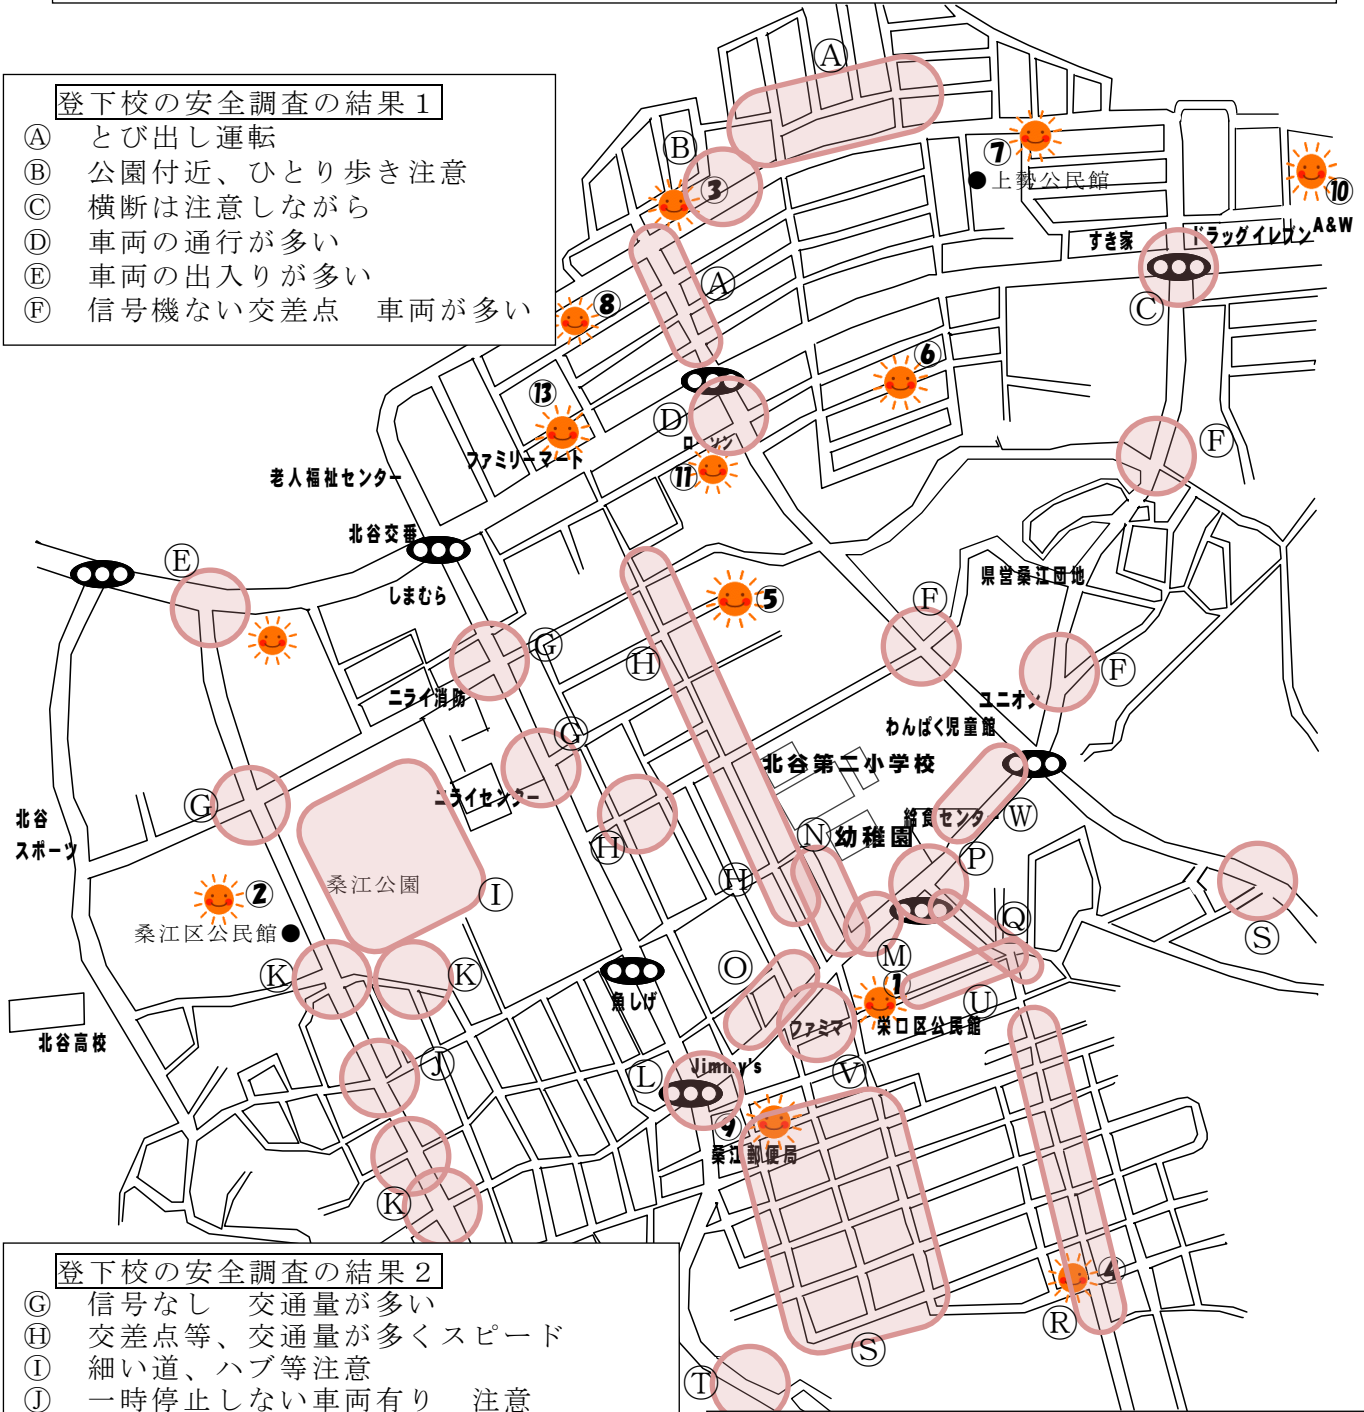 登下校の安全調査の結果１
Ⓐ とび出し運転
Ⓑ 公園付近、ひとり歩き注意
Ⓒ 横断は注意しながら
Ⓓ 車両の通行が多い
Ⓔ 車両の出入りが多い
Ⓕ 信号機ない交差点 車両が多い
Ⓐ
Ⓑ
③
⑦
上勢公民館
⑩
A&W
すき家
ドラッグイレブン
Ⓒ
Ⓐ
⑧
⑥
⑬
Ⓓ
ローソン
Ⓕ
ファミリーマート
⑪
老人福祉センター
北谷交番
Ⓔ
しまむら
県営桑江団地
⑤
Ⓕ
Ⓖ
Ⓗ
Ⓕ
ニライ消防
ユニオン
わんぱく児童館
Ⓖ
北谷第二小学校
ニライセンター
Ⓖ
北谷
スポーツ
給食センター
Ⓦ
Ⓝ
幼稚園
Ⓗ
Ⓟ
Ⓗ
桑江公園
Ⓘ
②
桑江区公民館
Ⓠ
Ⓢ
Ⓚ
Ⓚ
Ⓞ
Ⓜ
①
Ⓤ
魚しげ
ファミマ
栄口区公民館
北谷高校
Ⓙ
Ⓛ
Jimmy's
Ⓥ
⑨
桑江郵便局
Ⓚ
④
Ⓡ
Ⓢ
Ⓣ
登下校の安全調査の結果２
Ⓖ 信号なし 交通量が多い
Ⓗ 交差点等、交通量が多くスピード
Ⓘ 細い道、ハブ等注意
Ⓙ 一時停止しない車両有り 注意